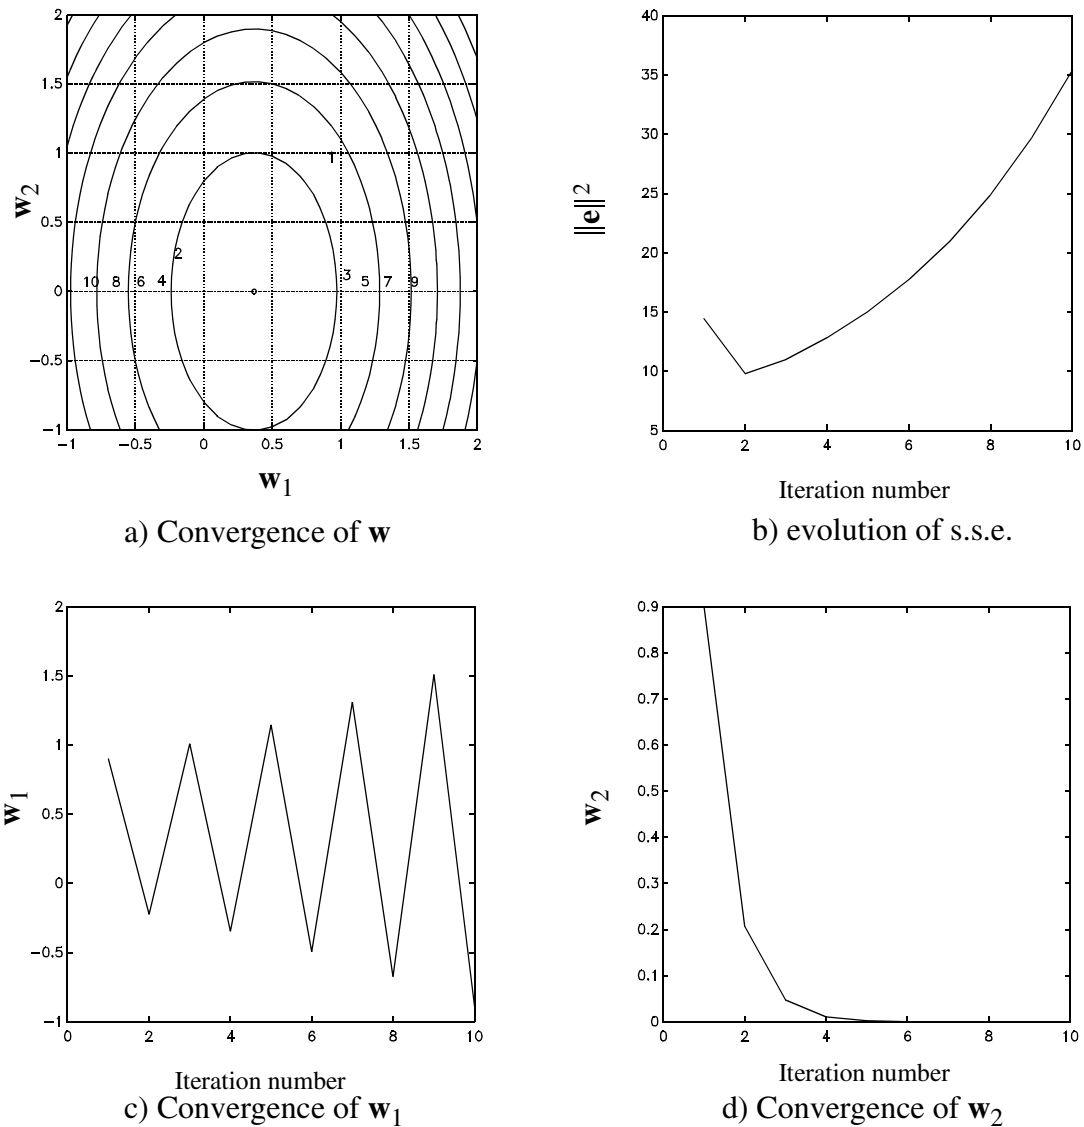 2
1.5
1
0.5
0
−0.5
−1
w2
1
2
10 8 6 4 3 5 7 9
−1 −0.5 0 0.5 1 1.5 2
w1
a) Convergence of w
40
35
30
25
20
15
10
5
‖e‖²
0 2 4 6 8 10
Iteration number
b) evolution of s.s.e.
2
1.5
1
0.5
0
−0.5
−1
w1
0 2 4 6 8 10
Iteration number
c) Convergence of w1
0.9
0.8
0.7
0.6
0.5
0.4
0.3
0.2
0.1
0
w2
0 2 4 6 8 10
Iteration number
d) Convergence of w2